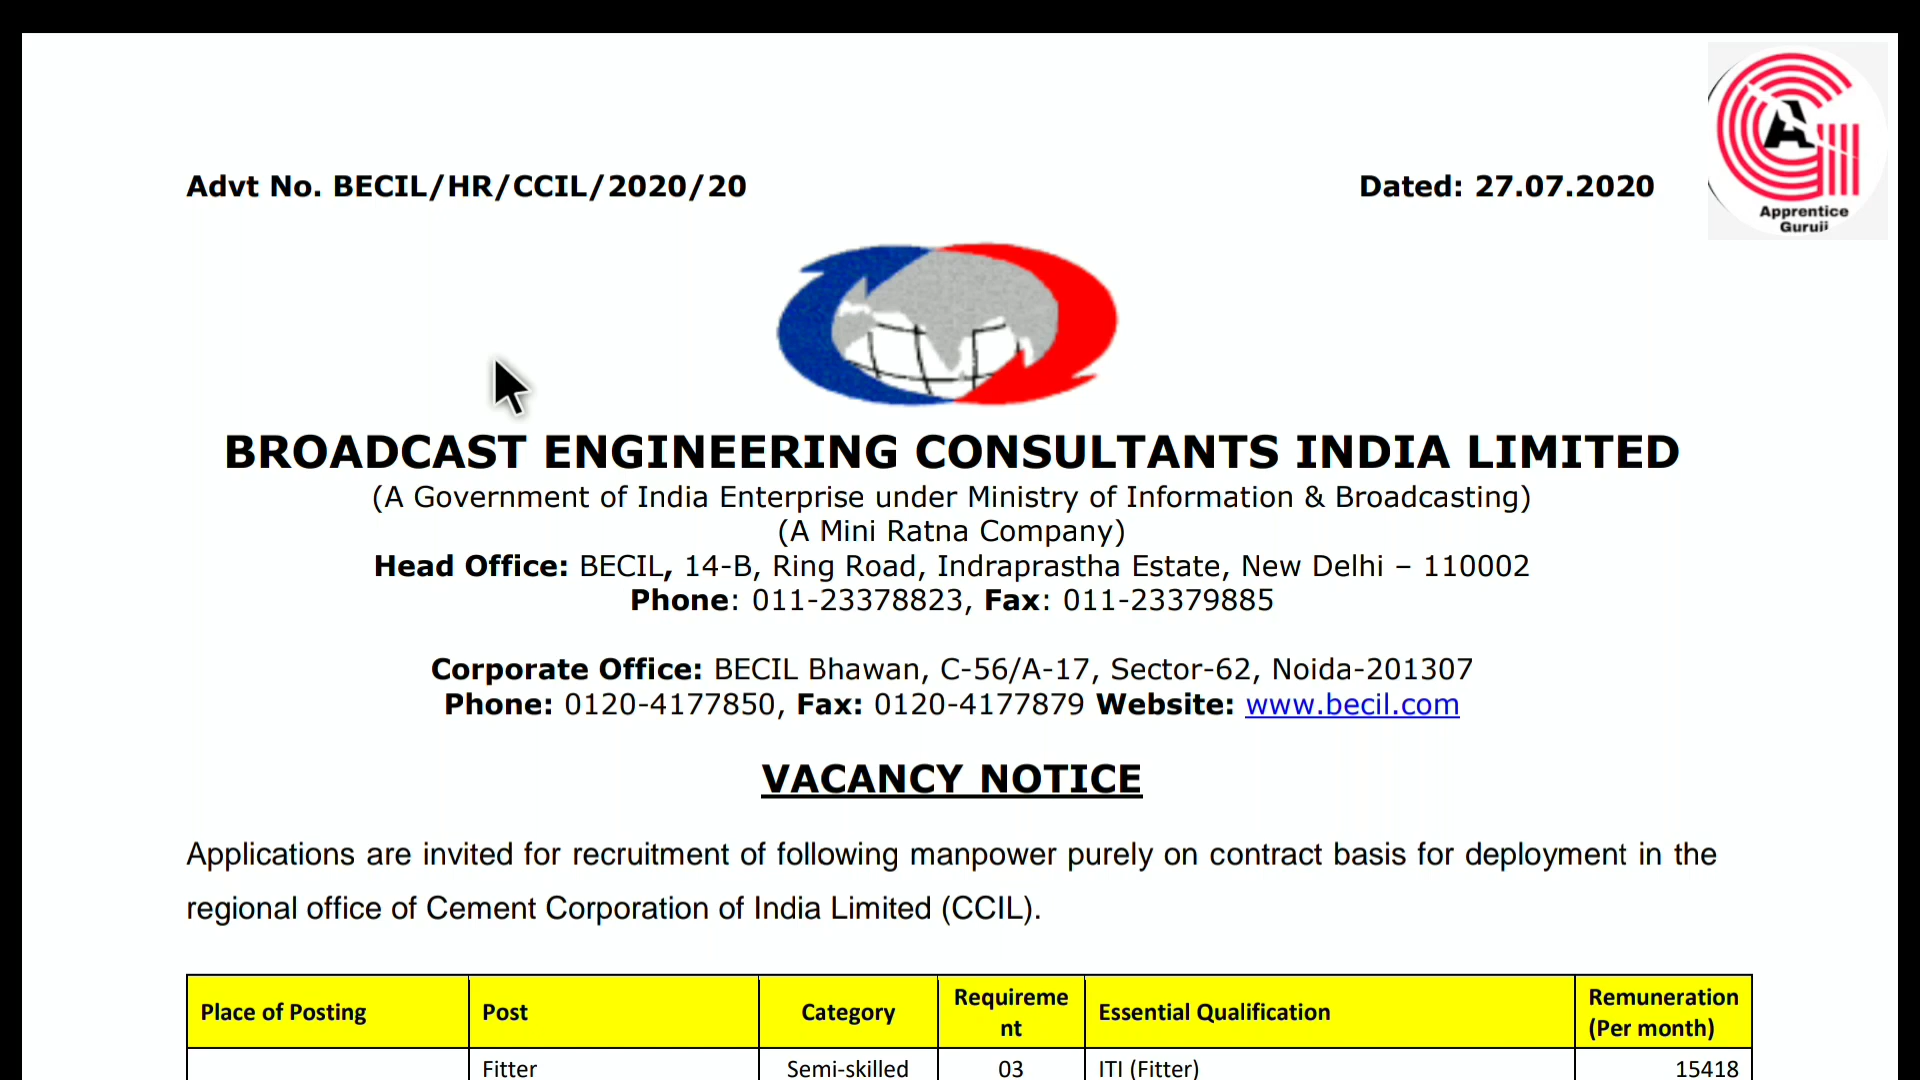 Advt No. BECIL/HR/CCIL/2020/20 Dated: 27.07.2020
A
Apprentice
Guruji
BROADCAST ENGINEERING CONSULTANTS INDIA LIMITED
(A Government of India Enterprise under Ministry of Information & Broadcasting)
(A Mini Ratna Company)
Head Office: BECIL, 14-B, Ring Road, Indraprastha Estate, New Delhi – 110002
Phone: 011-23378823, Fax: 011-23379885
Corporate Office: BECIL Bhawan, C-56/A-17, Sector-62, Noida-201307
Phone: 0120-4177850, Fax: 0120-4177879 Website: www.becil.com
VACANCY NOTICE
Applications are invited for recruitment of following manpower purely on contract basis for deployment in the
regional office of Cement Corporation of India Limited (CCIL).
Place of Posting Post Category Requireme
nt Essential Qualification Remuneration
(Per month)
Fitter Semi-skilled 03 ITI (Fitter) 15418